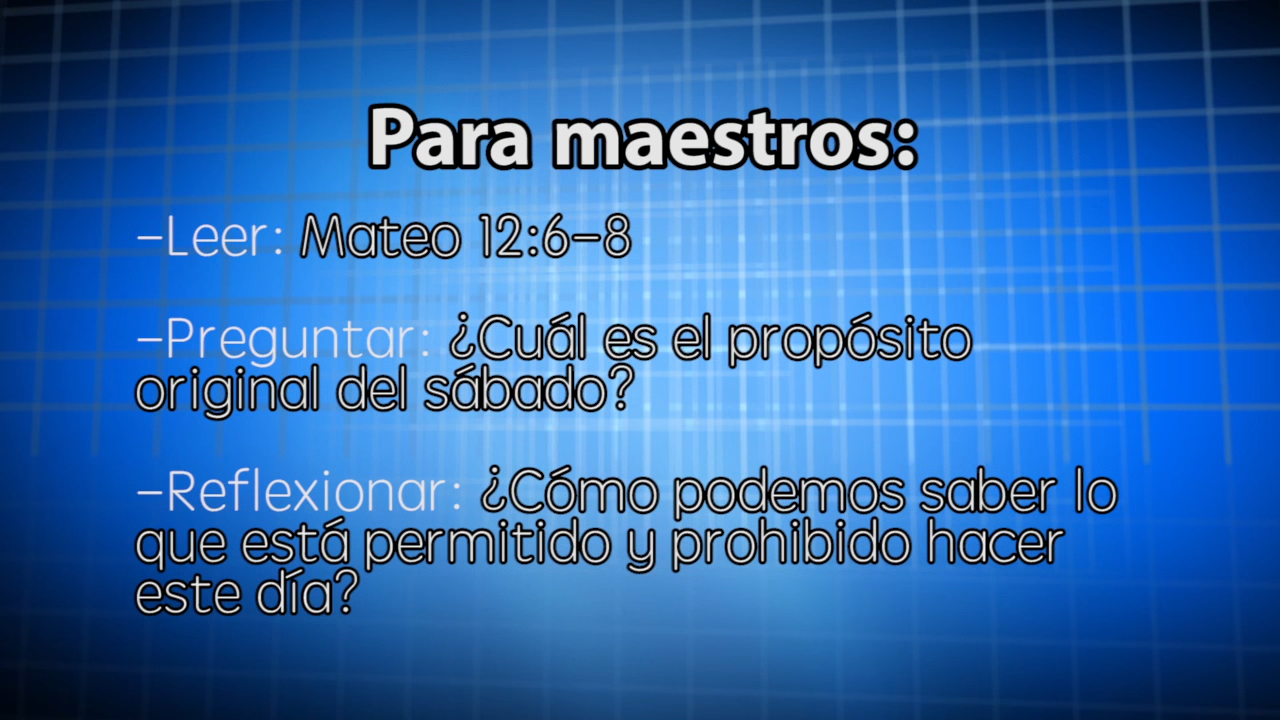 Para maestros:
-Leer: Mateo 12:6-8
-Preguntar: ¿Cuál es el propósito
original del sábado?
-Reflexionar: ¿Cómo podemos saber lo
que está permitido y prohibido hacer
este día?